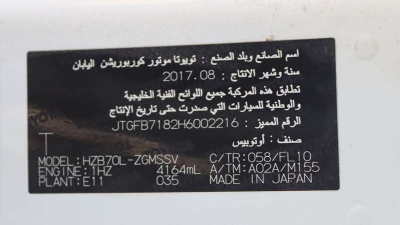 اسم الصانع وبلد الصنع : تويوتا موتور كوربوريشن اليابان
سنة وشهر الانتاج : 2017.08
تطابق هذه المركبة جميع اللوائح الفنية الخليجية
والوطنية للسيارات التي صدرت حتى تاريخ الإنتاج
الرقم المميز : JTGFB7182H6002216
صنف : أوتوبيس
MODEL:HZB70L-ZGMSSV C/TR:058/FL10
ENGINE:1HZ 4164mL A/TM:A02A/M155
PLANT:E11 035 MADE IN JAPAN